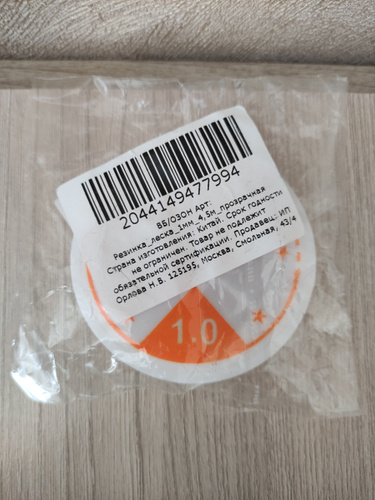 2044149477994
ВБ/ОЗОН Арт:
Резинка_леска_1мм_4,5м_прозрачная
Страна изготовления: Китай. Срок годности
не ограничен. Товар не подлежит
обязательной сертификации. Продавец: ИП
Орлова Н.В. 125195, Москва, Смольная, 43/4
1.0